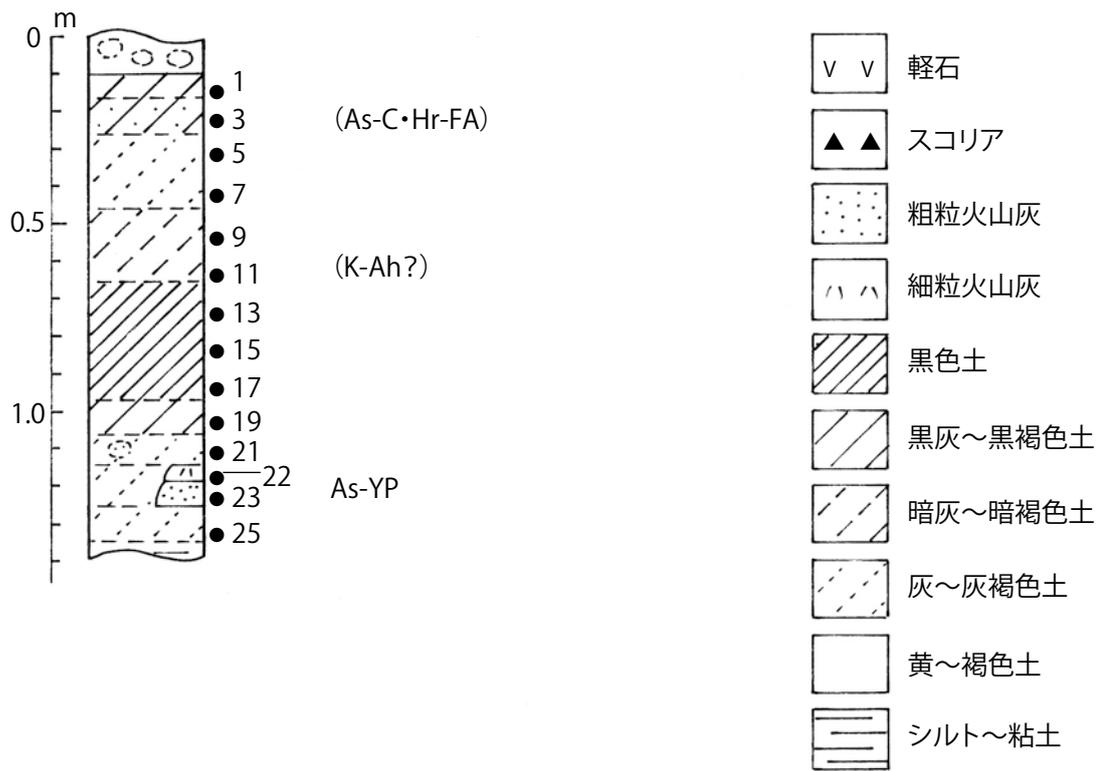 m
0
1
3
(As-C・Hr-FA)
5
7
0.5
9
11
(K-Ah?)
13
15
17
1.0
19
21
22
23
As-YP
25
軽石
スコリア
粗粒火山灰
細粒火山灰
黒色土
黒灰～黒褐色土
暗灰～暗褐色土
灰～灰褐色土
黄～褐色土
シルト～粘土